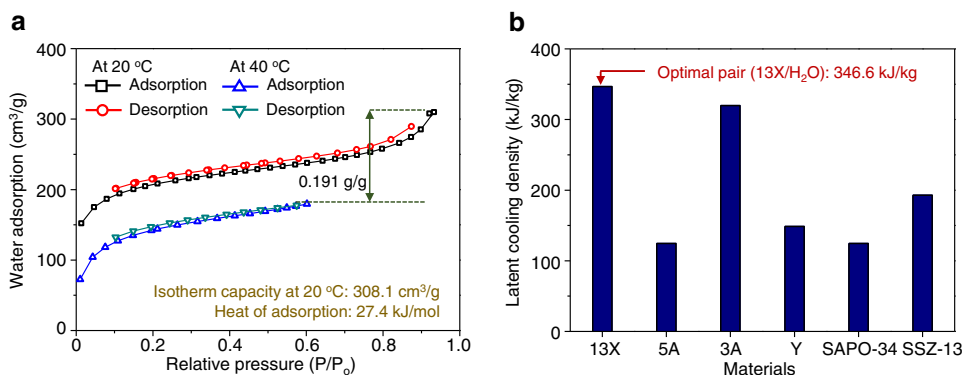 a
400
300
200
100
0
Water adsorption (cm³/g)
At 20 °C
At 40 °C
Adsorption
Adsorption
Desorption
Desorption
0.191 g/g
Isotherm capacity at 20 °C: 308.1 cm³/g
Heat of adsorption: 27.4 kJ/mol
0
0.2
0.4
0.6
0.8
1.0
Relative pressure (P/Pₒ)
b
400
300
200
100
0
Latent cooling density (kJ/kg)
Optimal pair (13X/H₂O): 346.6 kJ/kg
13X
5A
3A
Y
SAPO-34
SSZ-13
Materials